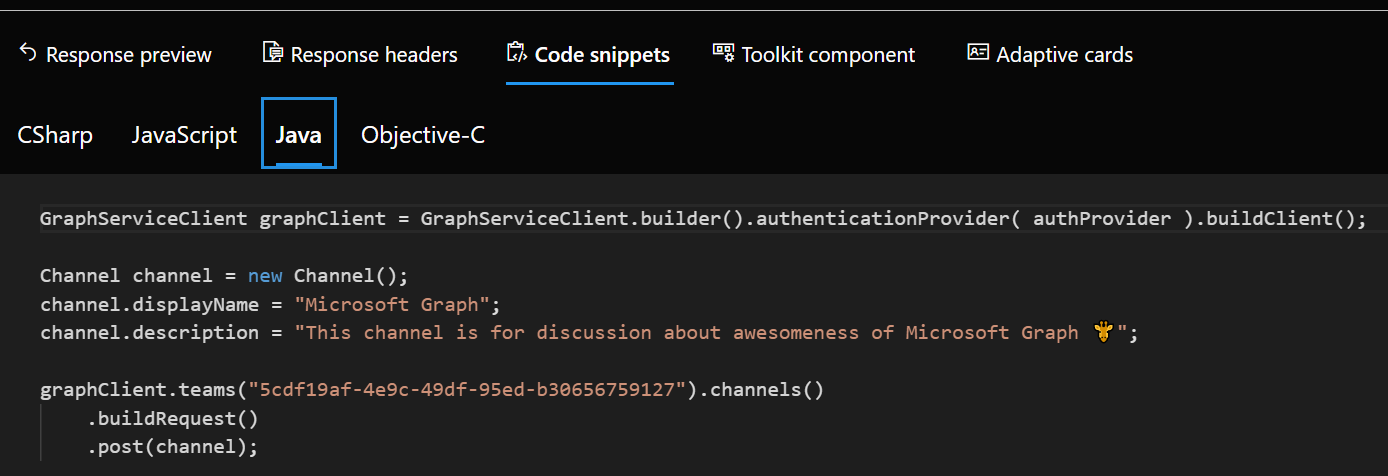 Response preview Response headers Code snippets Toolkit component Adaptive cards
CSharp JavaScript Java Objective-C
GraphServiceClient graphClient = GraphServiceClient.builder().authenticationProvider( authProvider ).buildClient();
Channel channel = new Channel();
channel.displayName = "Microsoft Graph";
channel.description = "This channel is for discussion about awesomeness of Microsoft Graph 🦒";
graphClient.teams("5cdf19af-4e9c-49df-95ed-b30656759127").channels()
.buildRequest()
.post(channel);